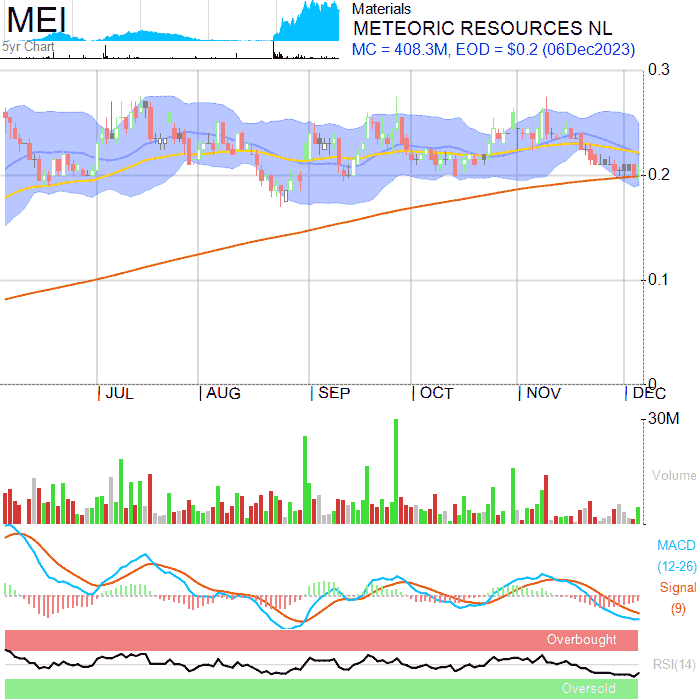 MEI
Materials
METEORIC RESOURCES NL
MC = 408.3M, EOD = $0.2 (06Dec2023)
5yr Chart
0.3
0.2
0.1
0
JUL
AUG
SEP
OCT
NOV
DEC
30M
Volume
MACD
(12-26)
Signal
(9)
Overbought
RSI(14)
Oversold